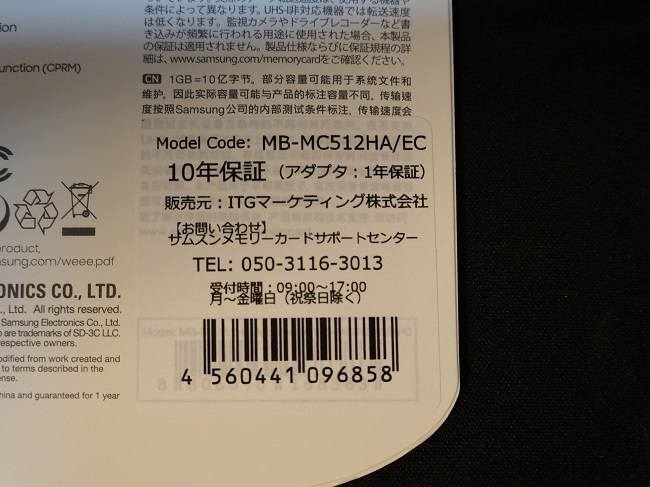 条件によって異なります。UHS-I非対応機器では転送速度
は低くなります。監視カメラやドライブレコーダーなど書
き込みが頻繁に行われる用途に使用された場合、本製品
の保証は適用されません。製品仕様ならびに保証規程の詳
細は、www.samsung.com/memorycardをご確認ください。
CN 1GB=10亿字节. 部分容量可能用于系统文件和
维护，因此实际容量可能与产品的标注容量不同. 传输速
度按照Samsung公司的内部测试条件标注，传输速度会
unction (CPRM)
Model Code: MB-MC512HA/EC
10年保証（アダプタ：1年保証）
販売元：ITGマーケティング株式会社
【お問い合わせ】
サムスンメモリーカードサポートセンター
TEL: 050-3116-3013
受付時間：09:00～17:00
月～金曜日（祝祭日除く）
4 560441 096858
product,
sung.com/weee.pdf
ONICS CO., LTD.
., Ltd. All rights reserved.
Samsung Electronics Co., Ltd.
are trademarks of SD-3C LLC.
respective owners.
odified from work created and
to terms described in the
ense.
hina and guaranteed for 1 year